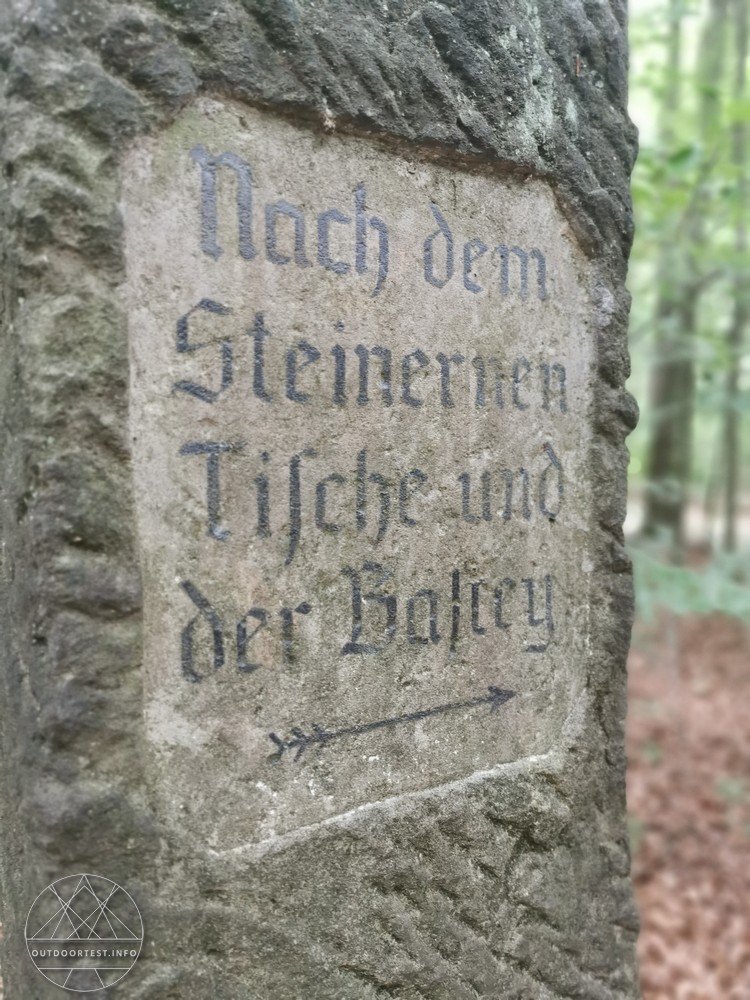 Nach dem
Steinernen
Tiſche und
der Baſtey
OUTDOORTEST.INFO